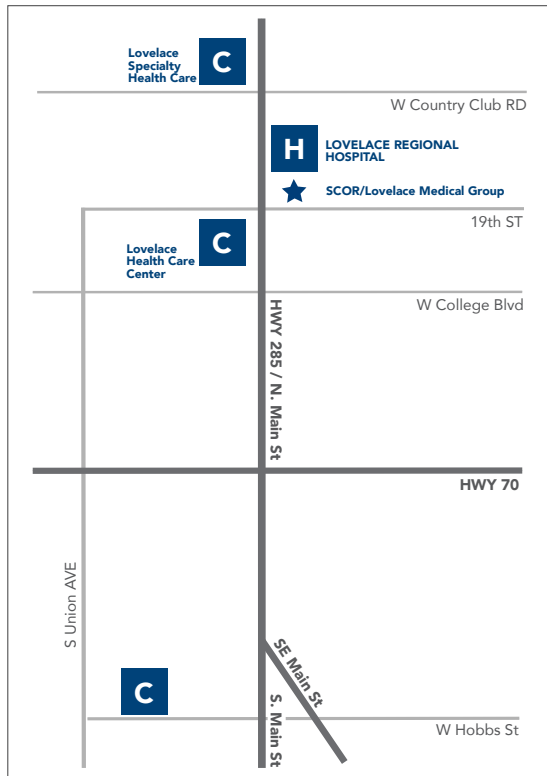 Lovelace
Specialty
Health Care
C
W Country Club RD
H
LOVELACE REGIONAL
HOSPITAL
SCOR/Lovelace Medical Group
19th ST
C
Lovelace
Health Care
Center
W College Blvd
HWY 285 / N. Main St
HWY 70
S Union AVE
SE Main St
C
S. Main St
W Hobbs St